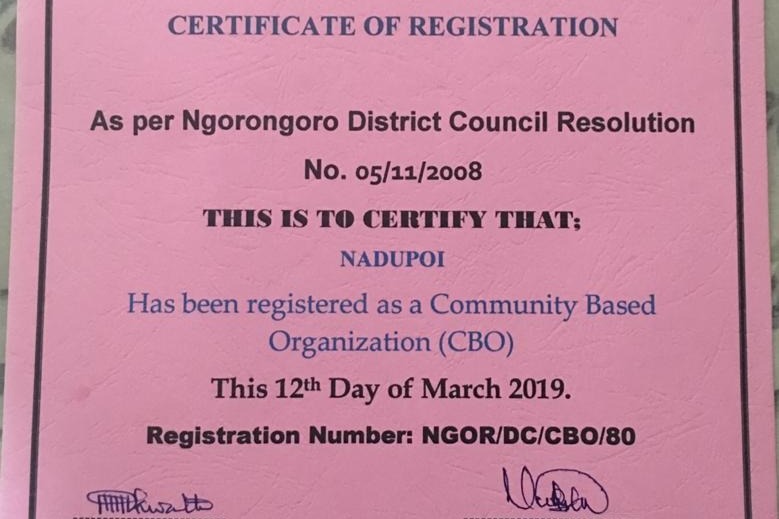 CERTIFICATE OF REGISTRATION
As per Ngorongoro District Council Resolution
No. 05/11/2008
THIS IS TO CERTIFY THAT;
NADUPOI
Has been registered as a Community Based
Organization (CBO)
This 12th Day of March 2019.
Registration Number: NGOR/DC/CBO/80